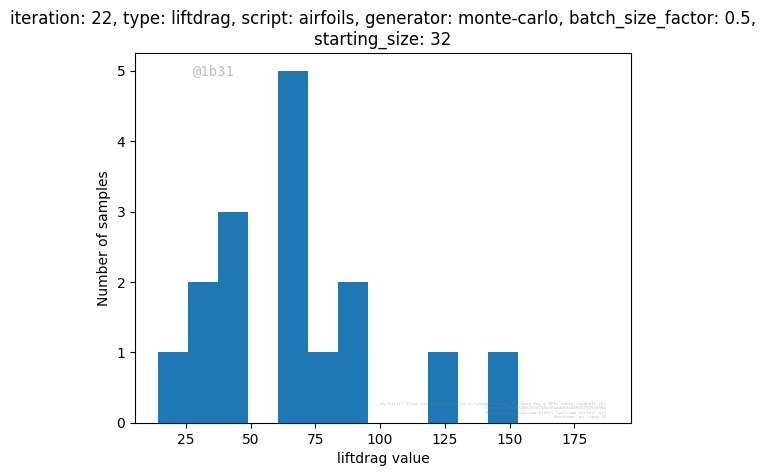 iteration: 22, type: liftdrag, script: airfoils, generator: monte-carlo, batch_size_factor: 0.5,
starting_size: 32
@1b31
5
4
3
2
1
0
Number of samples
25 50 75 100 125 150 175
liftdrag value